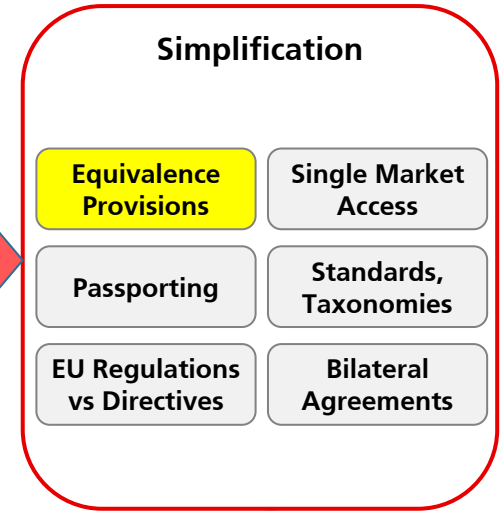 Simplification
Equivalence
Provisions
Single Market
Access
Passporting
Standards,
Taxonomies
EU Regulations
vs Directives
Bilateral
Agreements